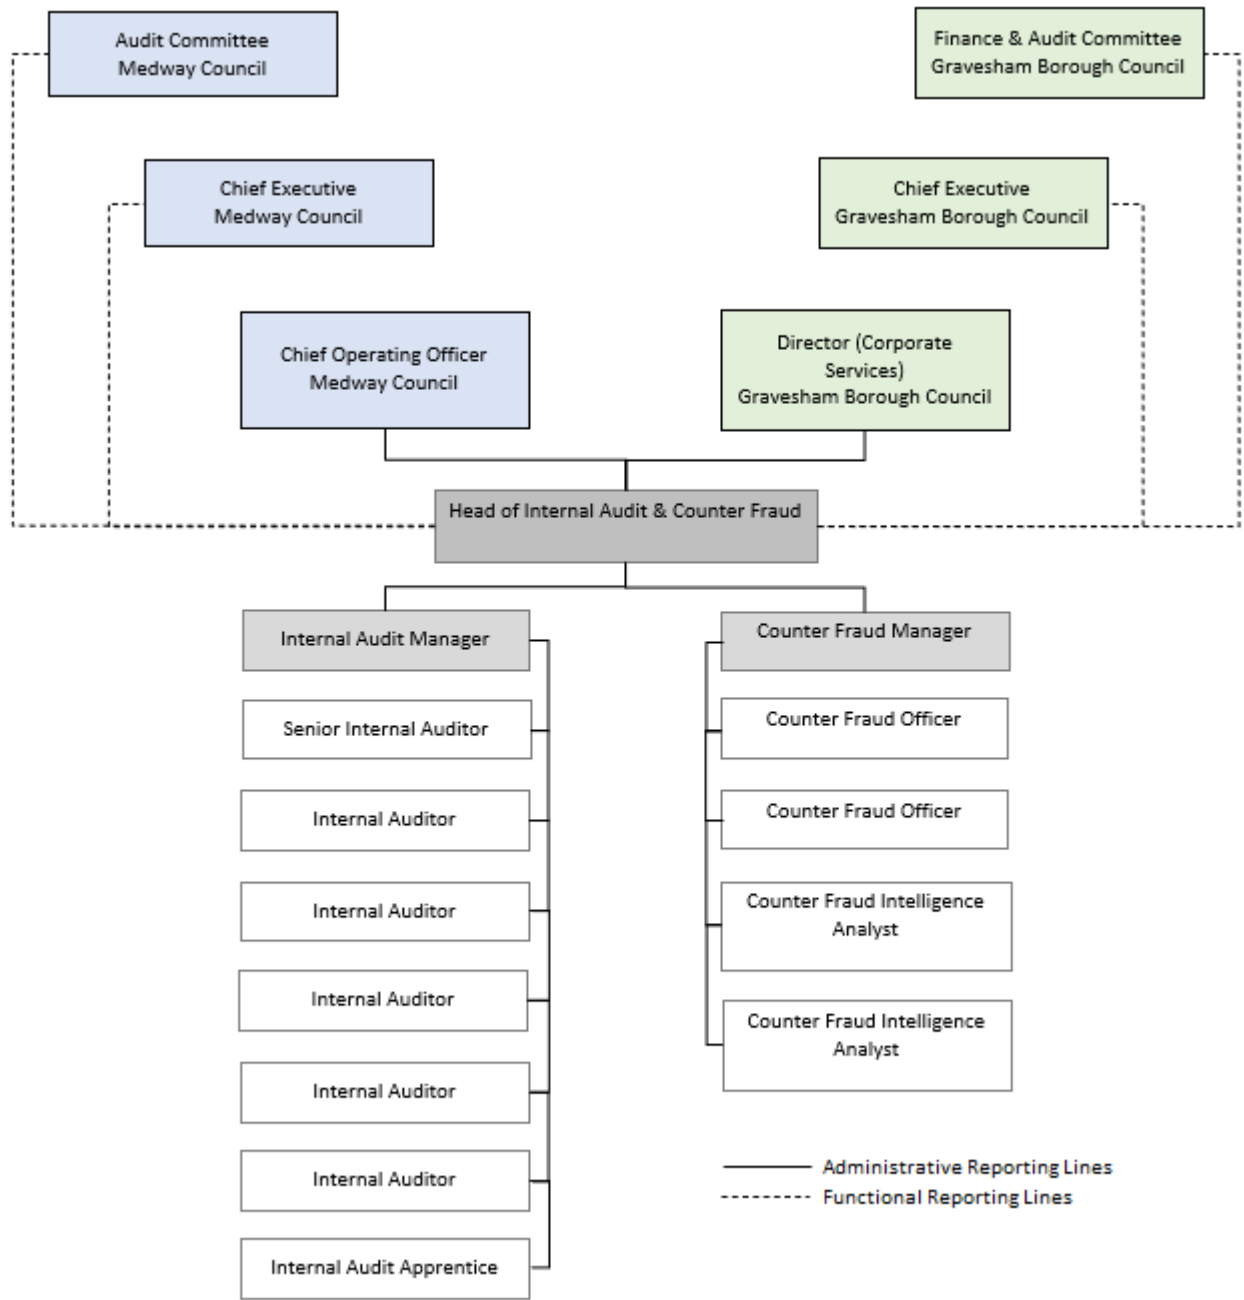 Audit Committee
Medway Council
Finance & Audit Committee
Gravesham Borough Council
Chief Executive
Medway Council
Chief Executive
Gravesham Borough Council
Chief Operating Officer
Medway Council
Director (Corporate
Services)
Gravesham Borough Council
Head of Internal Audit & Counter Fraud
Internal Audit Manager
Senior Internal Auditor
Internal Auditor
Internal Auditor
Internal Auditor
Internal Auditor
Internal Auditor
Internal Audit Apprentice
Counter Fraud Manager
Counter Fraud Officer
Counter Fraud Officer
Counter Fraud Intelligence
Analyst
Counter Fraud Intelligence
Analyst
Administrative Reporting Lines
Functional Reporting Lines